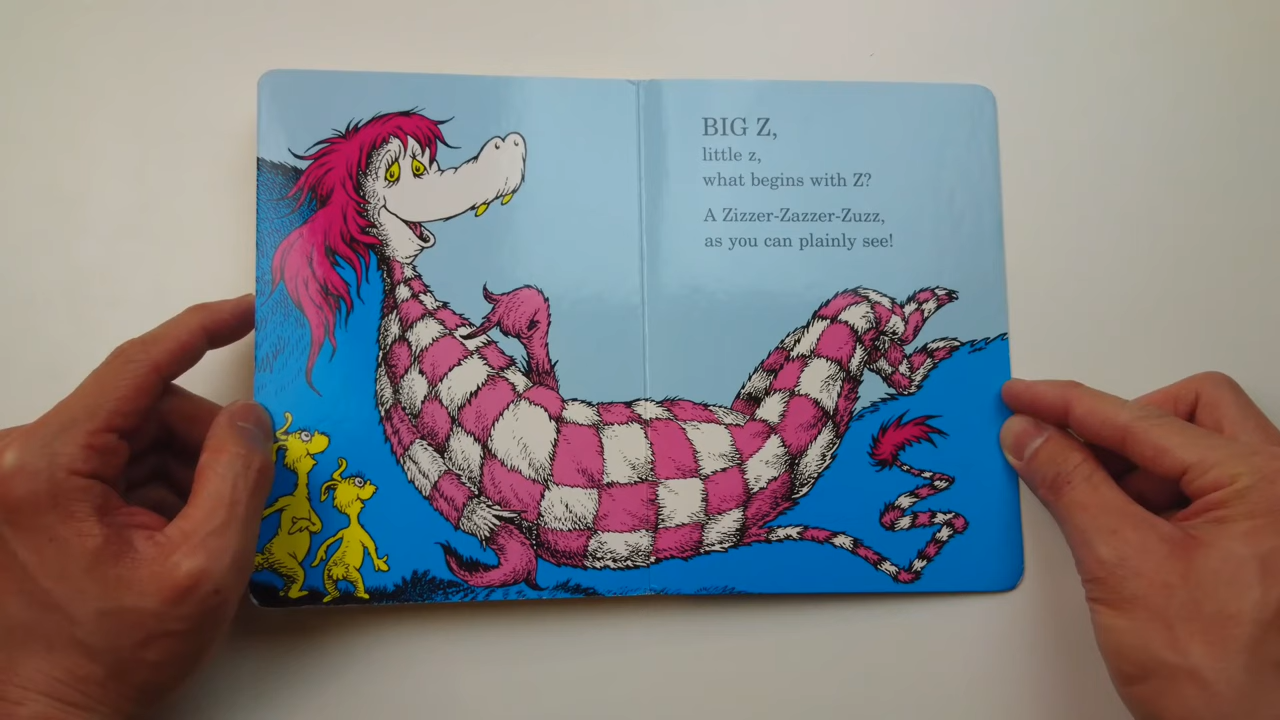 BIG Z,
little z,
what begins with Z?
A Zizzer-Zazzer-Zuzz,
as you can plainly see!